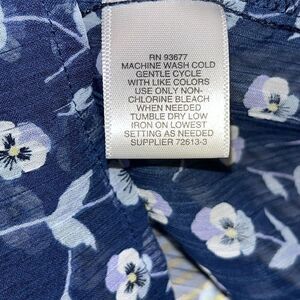 RN 93677
MACHINE WASH COLD
GENTLE CYCLE
WITH LIKE COLORS
USE ONLY NON-
CHLORINE BLEACH
WHEN NEEDED
TUMBLE DRY LOW
IRON ON LOWEST
SETTING AS NEEDED
SUPPLIER 72613-3